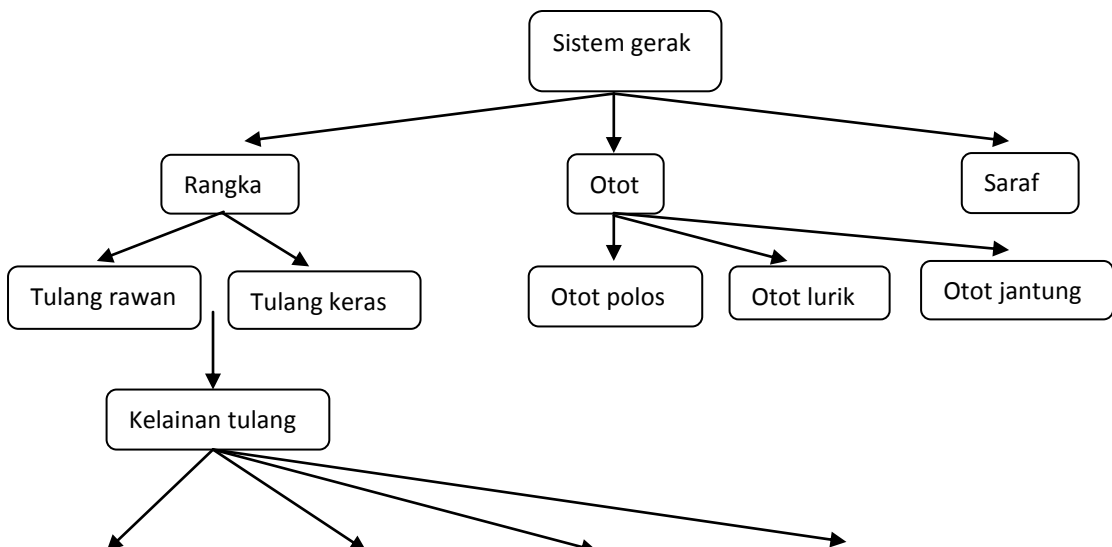 Sistem gerak
Rangka
Otot
Saraf
Tulang rawan
Tulang keras
Otot polos
Otot lurik
Otot jantung
Kelainan tulang